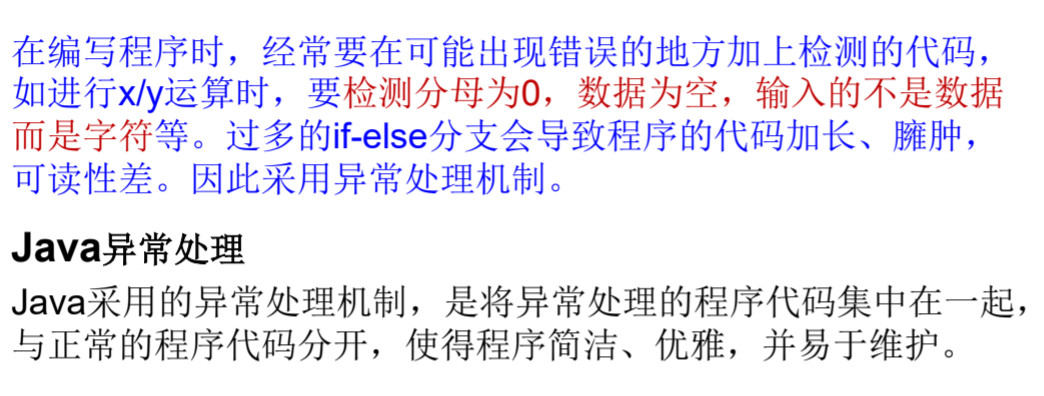 在编写程序时，经常要在可能出现错误的地方加上检测的代码，
如进行x/y运算时，要检测分母为0，数据为空，输入的不是数据
而是字符等。过多的if-else分支会导致程序的代码加长、臃肿，
可读性差。因此采用异常处理机制。
Java异常处理
Java采用的异常处理机制，是将异常处理的程序代码集中在一起，
与正常的程序代码分开，使得程序简洁、优雅，并易于维护。